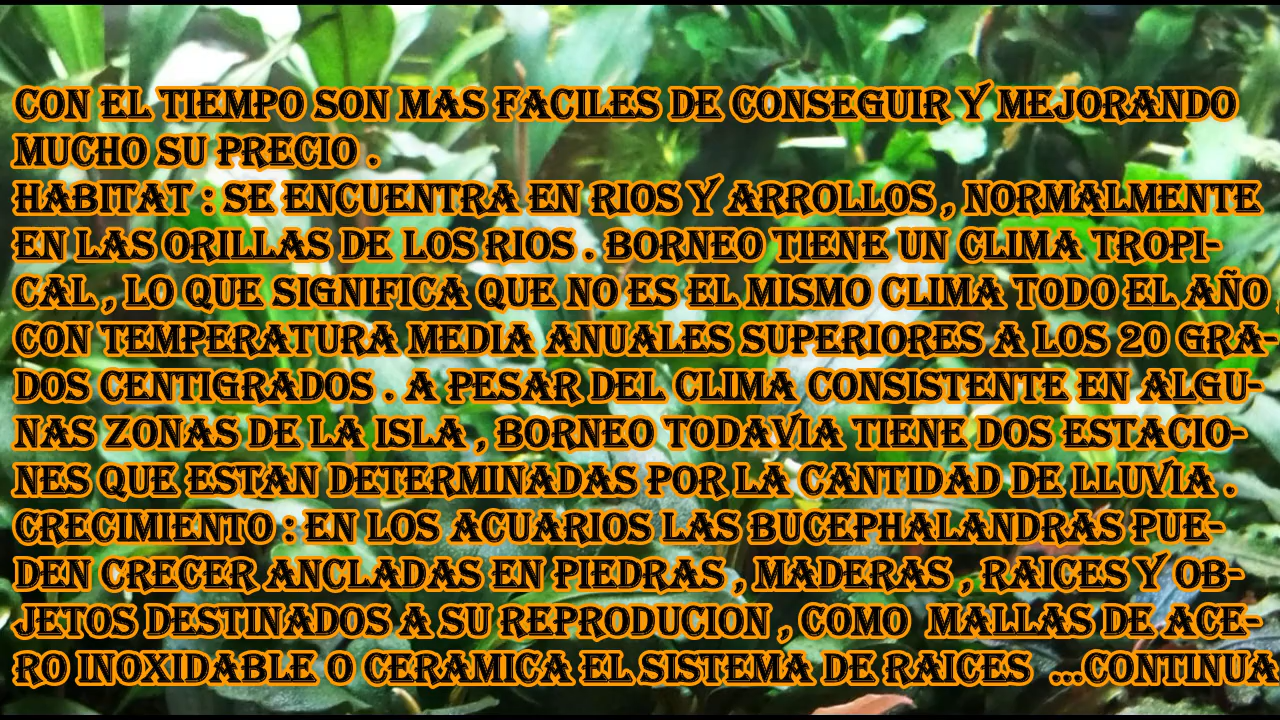 CON EL TIEMPO SON MAS FACILES DE CONSEGUIR Y MEJORANDO
MUCHO SU PRECIO .
HABITAT : SE ENCUENTRA EN RIOS Y ARROLLOS , NORMALMENTE
EN LAS ORILLAS DE LOS RIOS . BORNEO TIENE UN CLIMA TROPI-
CAL , LO QUE SIGNIFICA QUE NO ES EL MISMO CLIMA TODO EL AÑO ,
CON TEMPERATURA MEDIA ANUALES SUPERIORES A LOS 20 GRA-
DOS CENTIGRADOS . A PESAR DEL CLIMA CONSISTENTE EN ALGU-
NAS ZONAS DE LA ISLA , BORNEO TODAVÍA TIENE DOS ESTACIO-
NES QUE ESTAN DETERMINADAS POR LA CANTIDAD DE LLUVÍA .
CRECIMIENTO : EN LOS ACUARIOS LAS BUCEPHALANDRAS PUE-
DEN CRECER ANCLADAS EN PIEDRAS , MADERAS , RAICES Y OB-
JETOS DESTINADOS A SU REPRODUCION , COMO MALLAS DE ACE-
RO INOXIDABLE O CERAMICA EL SISTEMA DE RAICES ...CONTINUA